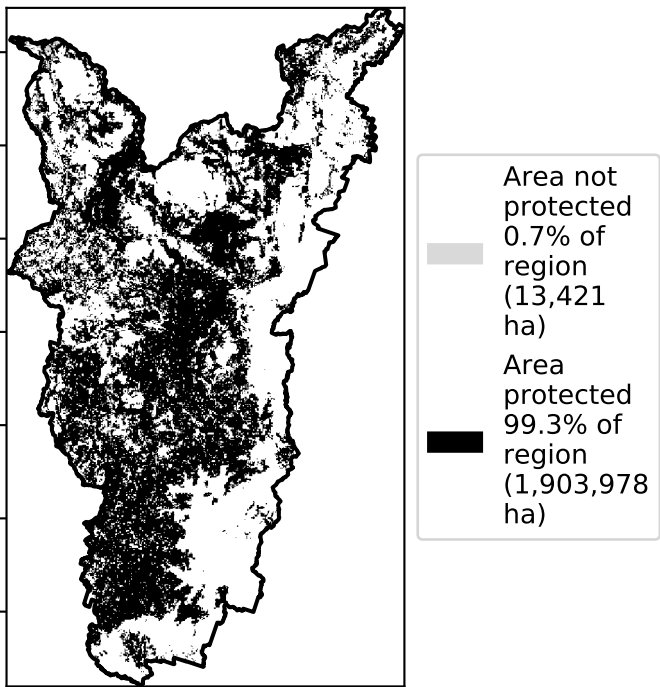 Area not
protected
0.7% of
region
(13,421
ha)
Area
protected
99.3% of
region
(1,903,978
ha)